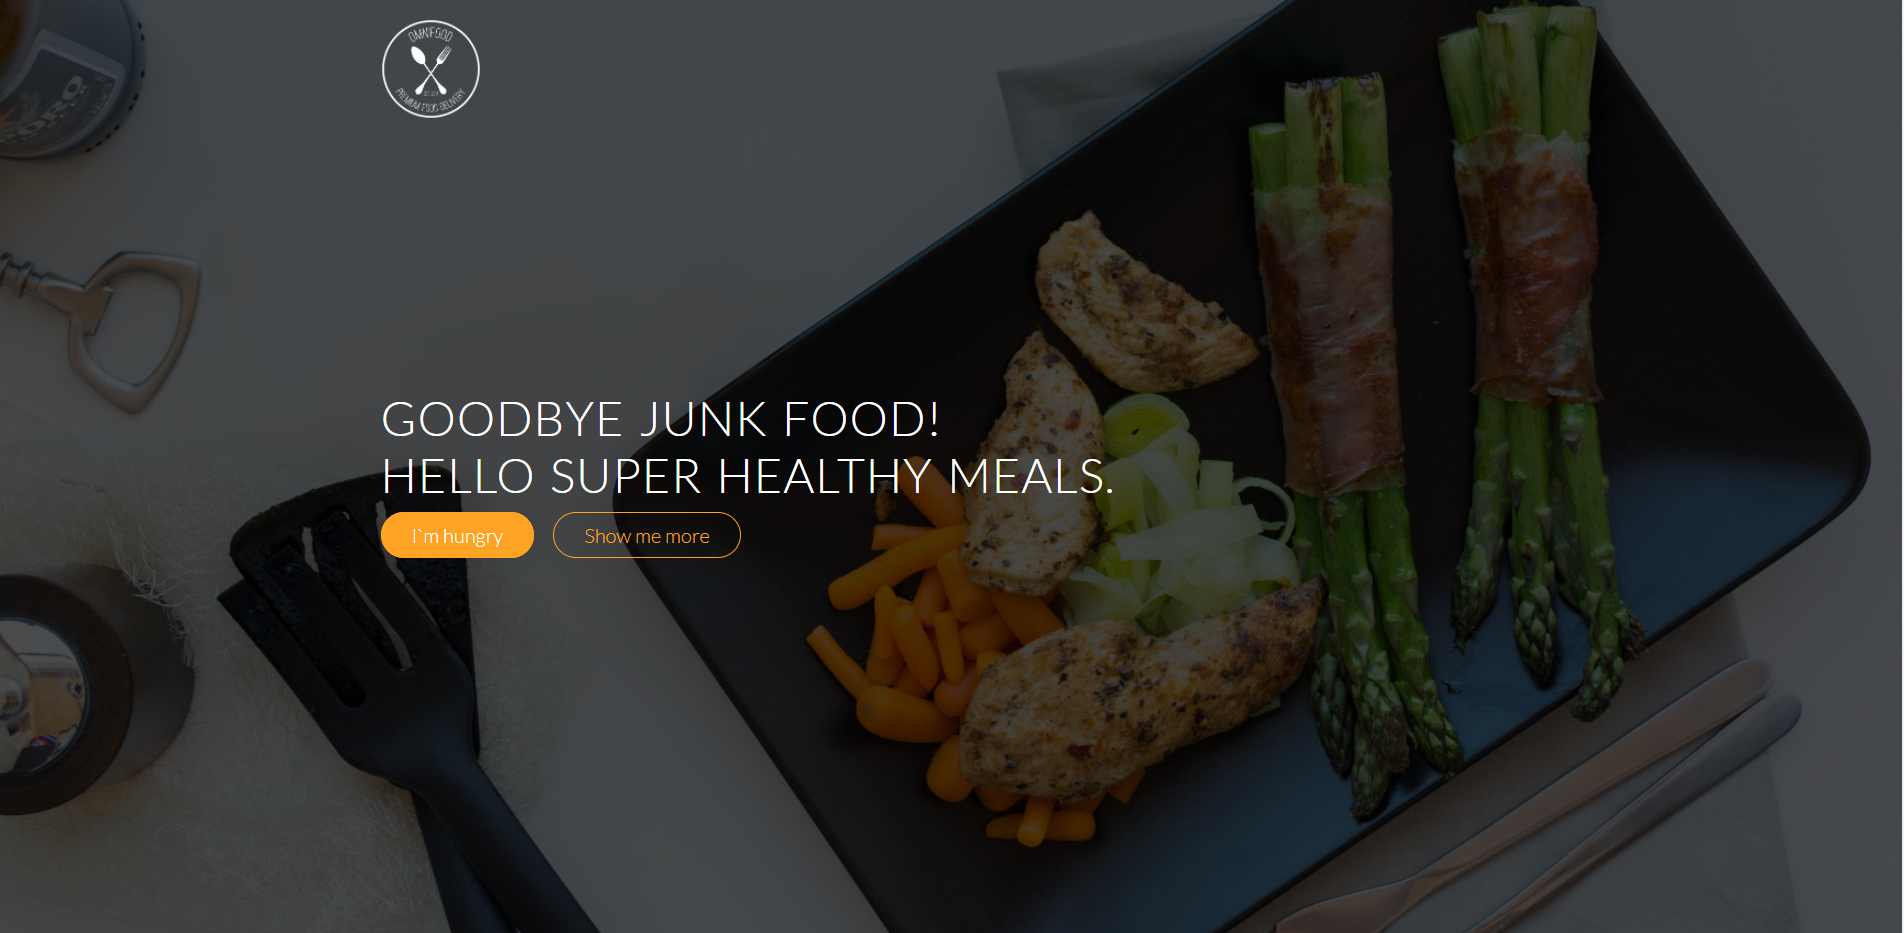 OMNIFOOD
PREMIUM FOOD DELIVERY
GOODBYE JUNK FOOD!
HELLO SUPER HEALTHY MEALS.
I`m hungry
Show me more